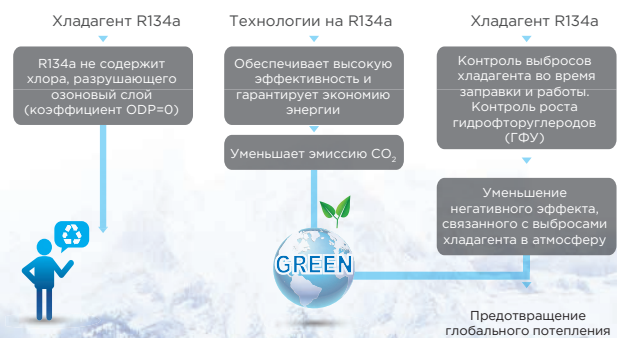 Хладагент R134a
R134a не содержит
хлора, разрушающего
озоновый слой
(коэффициент ODP=0)
Технологии на R134a
Обеспечивает высокую
эффективность и
гарантирует экономию
энергии
Уменьшает эмиссию CO₂
GREEN
Хладагент R134a
Контроль выбросов
хладагента во время
заправки и работы.
Контроль роста
гидрофторуглеродов
(ГФУ)
Уменьшение
негативного эффекта,
связанного с выбросами
хладагента в атмосферу
Предотвращение
глобального потепления